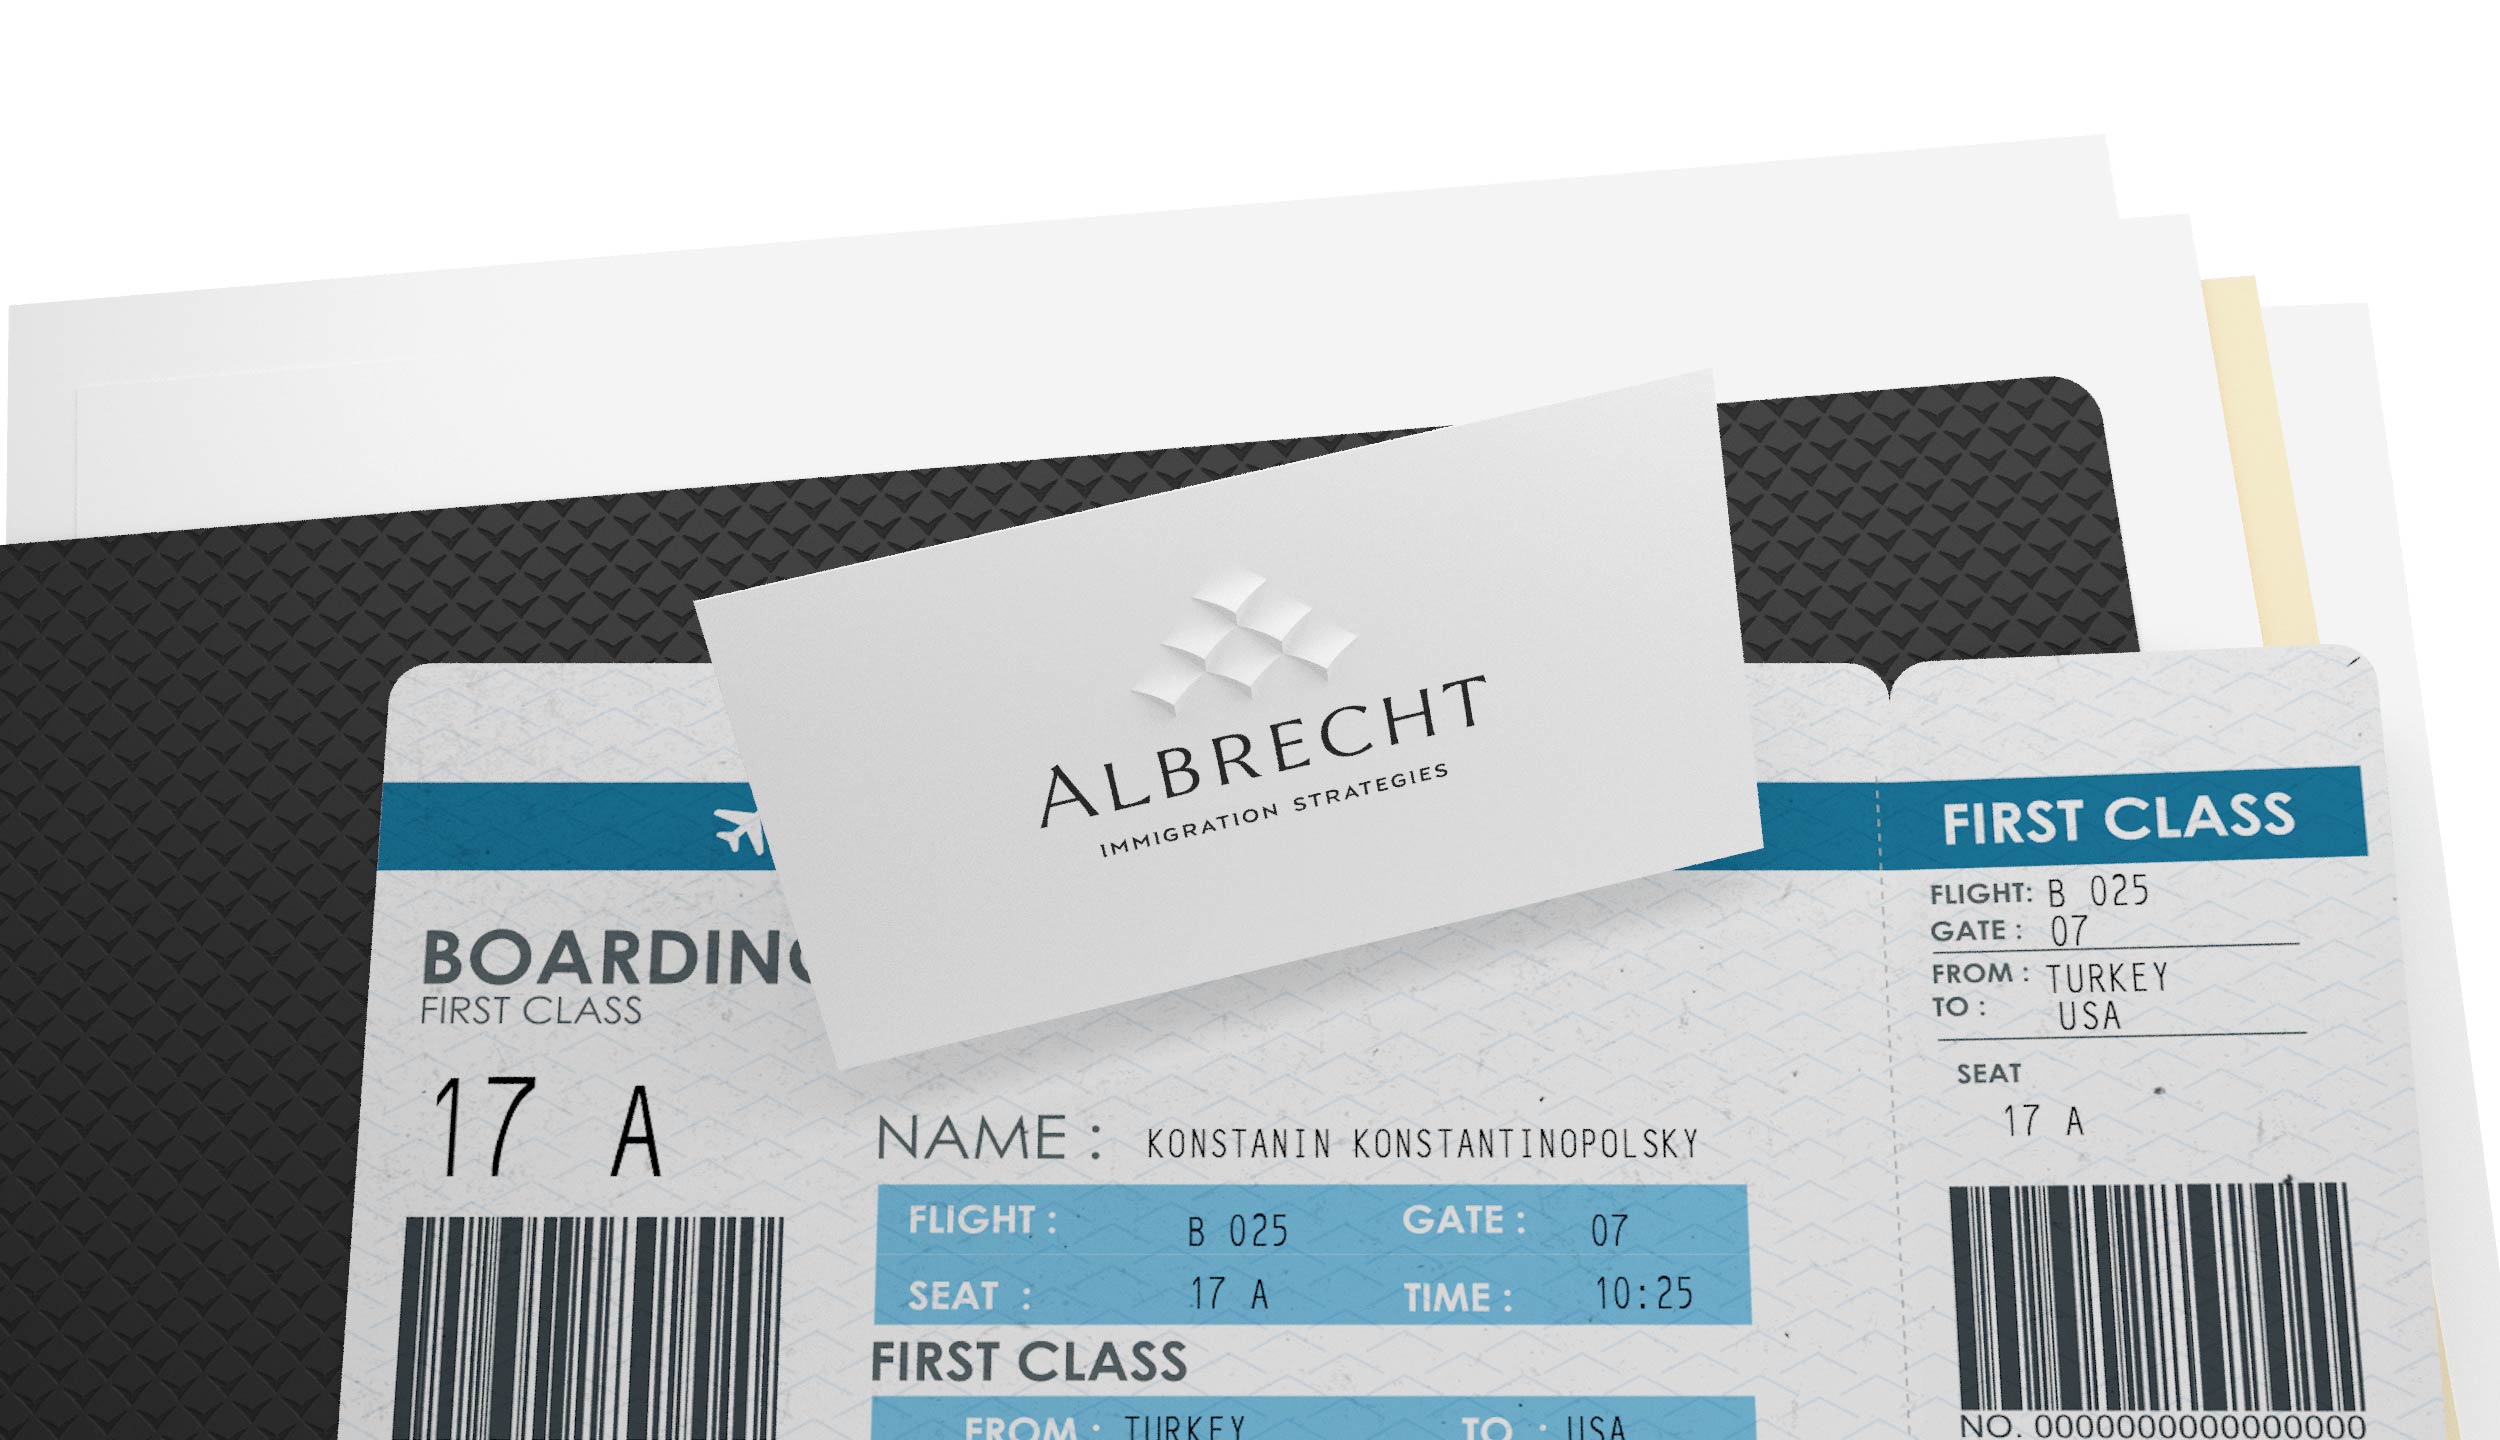 ALBRECHT
IMMIGRATION STRATEGIES
FIRST CLASS
BOARDING
FIRST CLASS
17 A
NAME : KONSTANIN KONSTANTINOPOLSKY
FLIGHT : B 025 GATE : 07
SEAT : 17 A TIME : 10:25
FIRST CLASS
FROM : TURKEY TO : USA
FLIGHT: B 025
GATE : 07
FROM : TURKEY
TO : USA
SEAT
17 A
NO. 0000000000000000